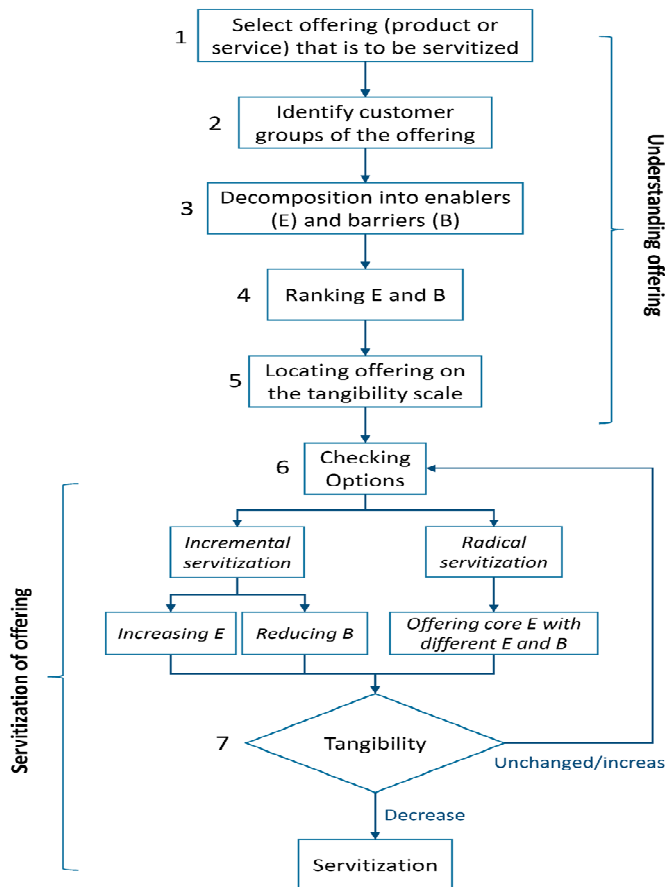 1
Select offering (product or
service) that is to be servitized
2
Identify customer
groups of the offering
3
Decomposition into enablers
(E) and barriers (B)
4
Ranking E and B
5
Locating offering on
the tangibility scale
Understanding offering
6
Checking
Options
Incremental
servitization
Radical
servitization
Increasing E
Reducing B
Offering core E with
different E and B
7
Tangibility
Unchanged/increas
Decrease
Servitization
Servitization of offering